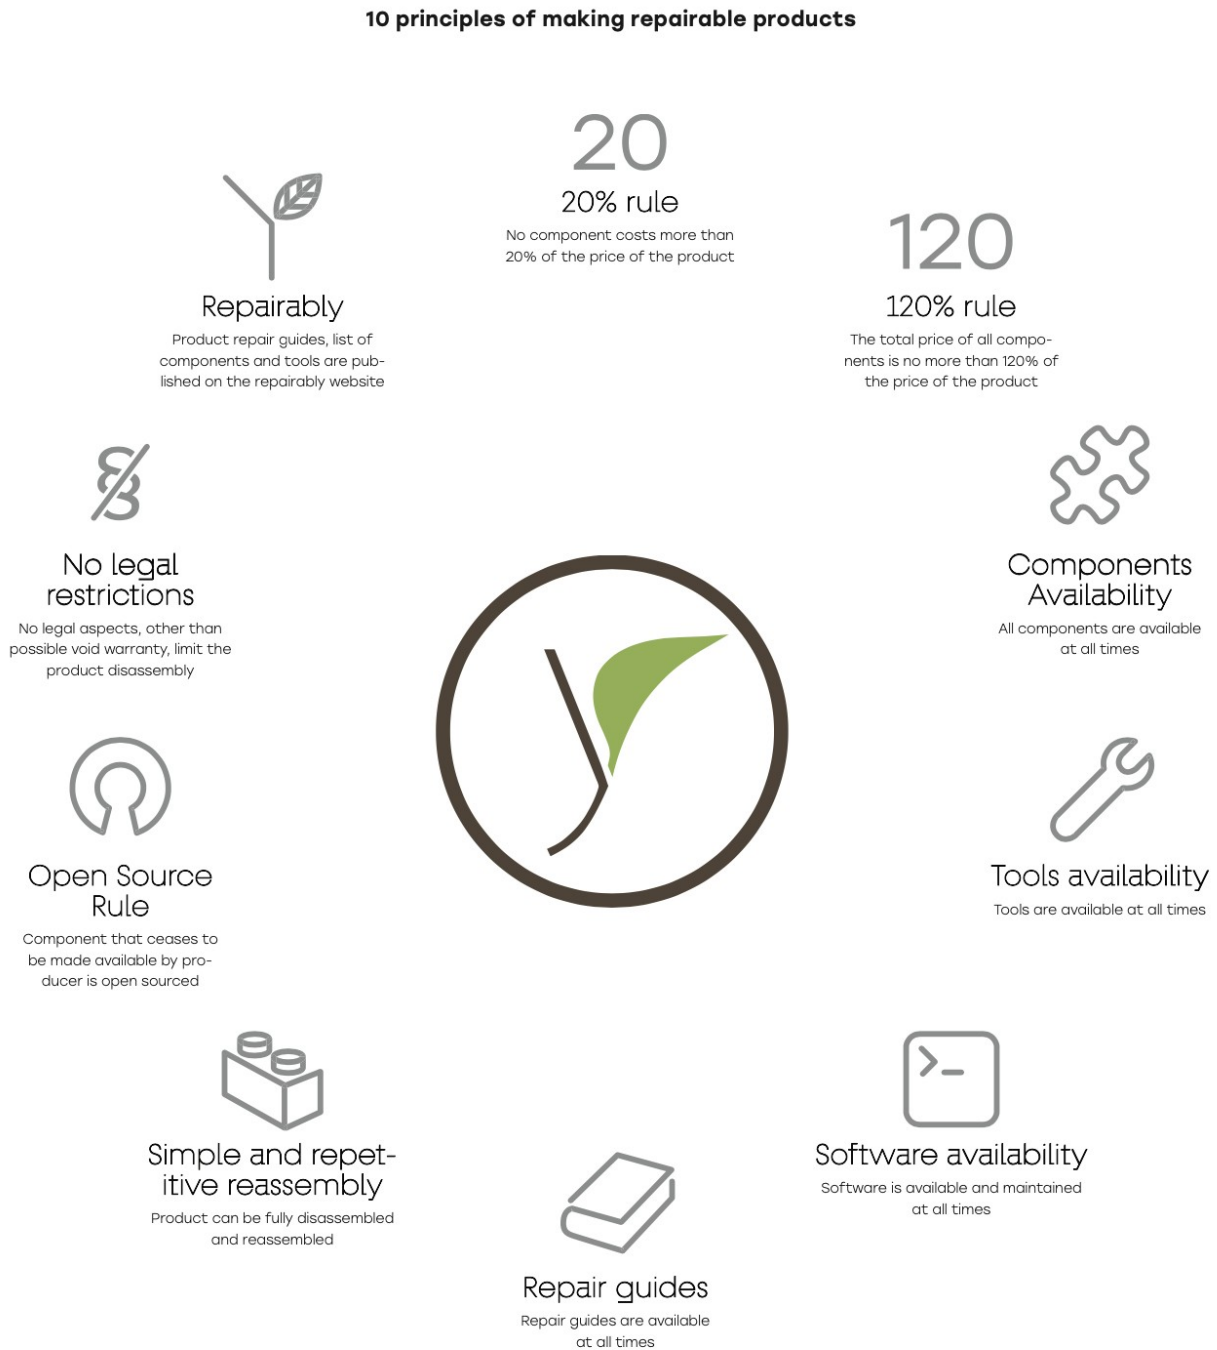 10 principles of making repairable products
20
20% rule
No component costs more than
20% of the price of the product
120
120% rule
The total price of all compo-
nents is no more than 120% of
the price of the product
Components
Availability
All components are available
at all times
Tools availability
Tools are available at all times
>_
Software availability
Software is available and maintained
at all times
Repair guides
Repair guides are available
at all times
Simple and repet-
itive reassembly
Product can be fully disassembled
and reassembled
Open Source
Rule
Component that ceases to
be made available by pro-
ducer is open sourced
No legal
restrictions
No legal aspects, other than
possible void warranty, limit the
product disassembly
Repairably
Product repair guides, list of
components and tools are pub-
lished on the repairably website